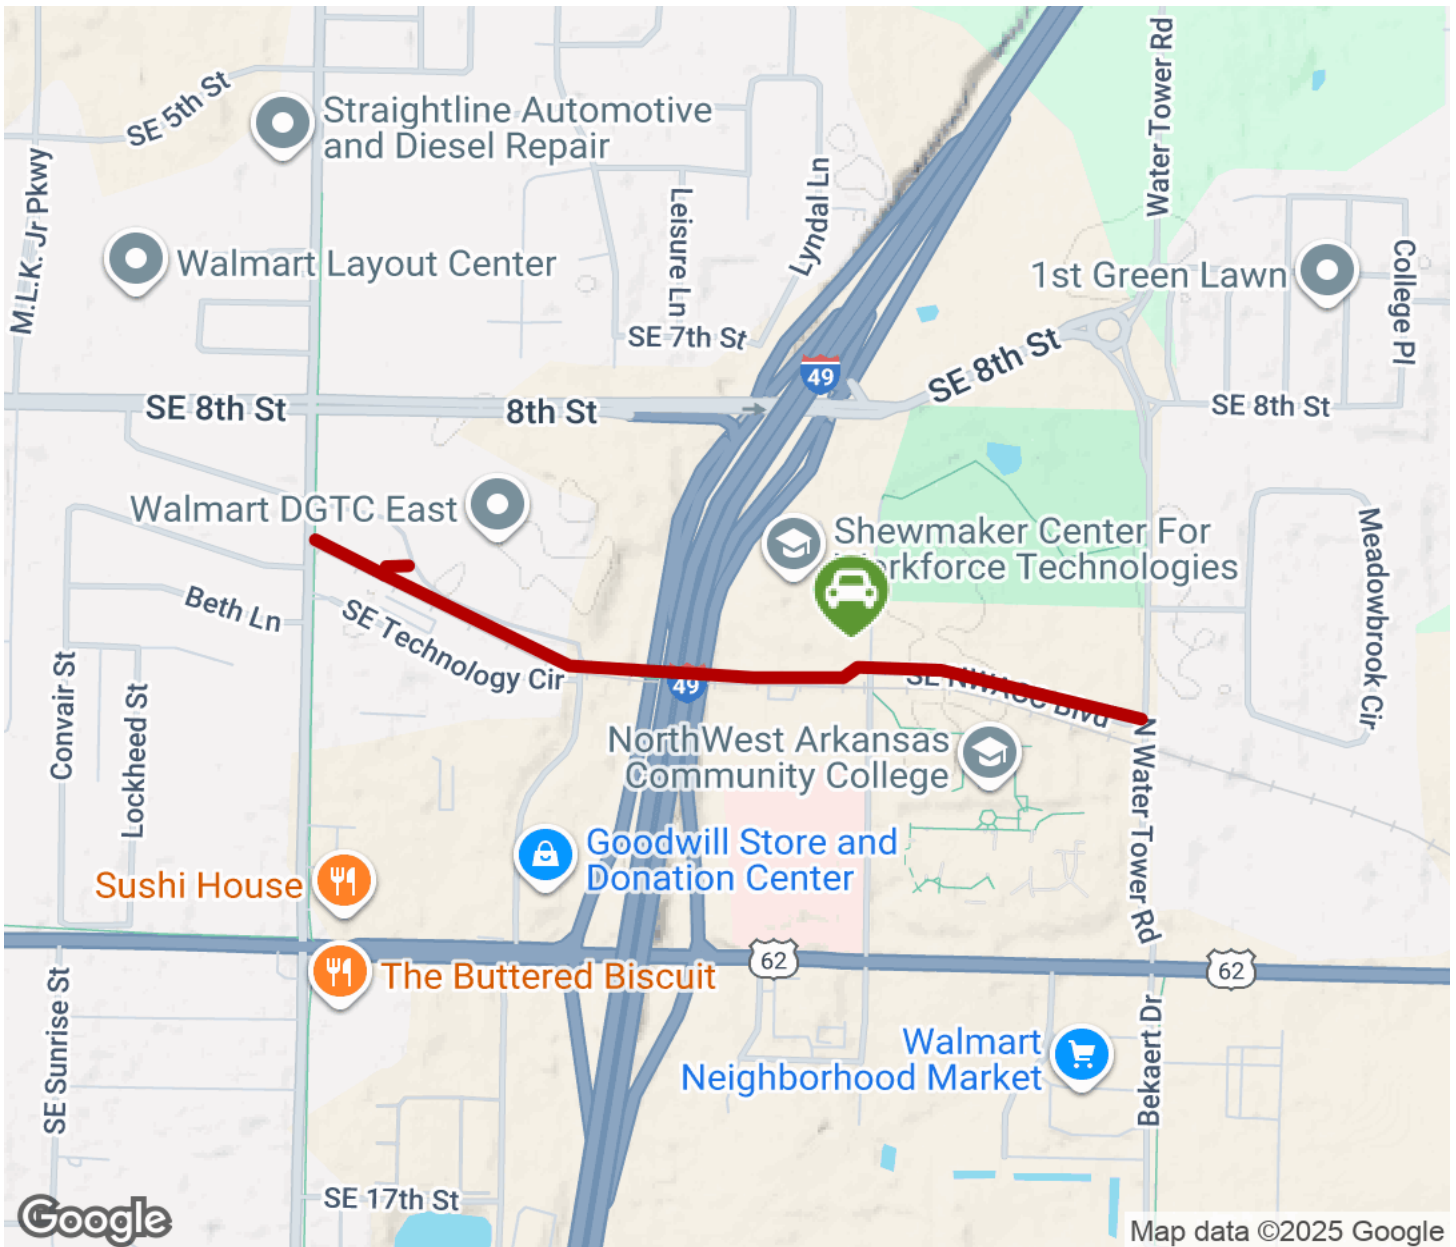 Water Tower Rd
SE 5th St
Straightline Automotive
and Diesel Repair
M.L.K. Jr Pkwy
Leisure Ln
Lyndal Ln
Walmart Layout Center
1st Green Lawn
College Pl
SE 7th St
49
SE 8th St
SE 8th St
8th St
SE 8th St
Walmart DGTC East
Shewmaker Center For
Workforce Technologies
Meadowbrook Cir
Beth Ln
SE Technology Cir
49
SE NWACC Blvd
Convair St
Lockheed St
NorthWest Arkansas
Community College
N Water Tower Rd
Goodwill Store and
Donation Center
Sushi House
The Buttered Biscuit
62
62
SE Sunrise St
Walmart
Neighborhood Market
Bekaert Dr
SE 17th St
Google
Map data ©2025 Google